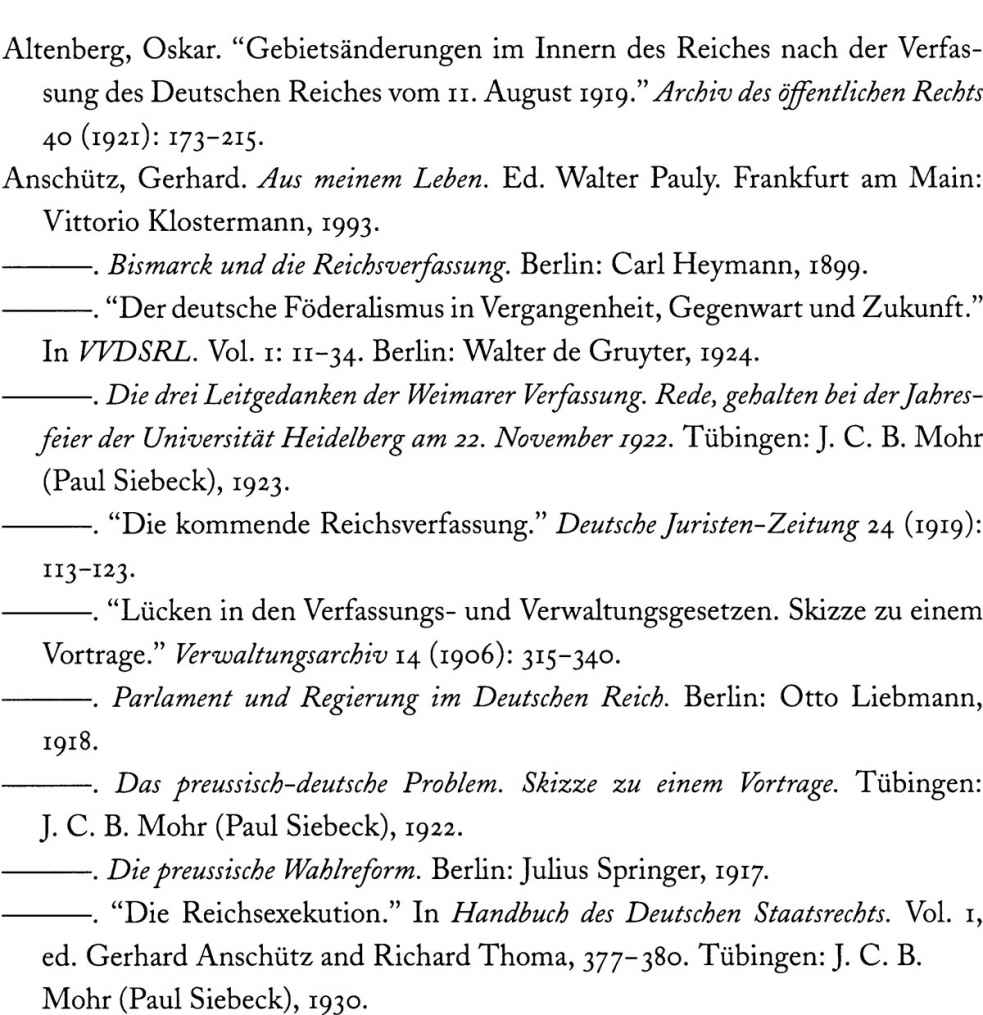 Altenberg, Oskar. “Gebietsänderungen im Innern des Reiches nach der Verfas-
sung des Deutschen Reiches vom 11. August 1919.” Archiv des öffentlichen Rechts
40 (1921): 173–215.
Anschütz, Gerhard. Aus meinem Leben. Ed. Walter Pauly. Frankfurt am Main:
Vittorio Klostermann, 1993.
———. Bismarck und die Reichsverfassung. Berlin: Carl Heymann, 1899.
———. “Der deutsche Föderalismus in Vergangenheit, Gegenwart und Zukunft.”
In VVDSRL. Vol. 1: 11–34. Berlin: Walter de Gruyter, 1924.
———. Die drei Leitgedanken der Weimarer Verfassung. Rede, gehalten bei der Jahres-
feier der Universität Heidelberg am 22. November 1922. Tübingen: J. C. B. Mohr
(Paul Siebeck), 1923.
———. “Die kommende Reichsverfassung.” Deutsche Juristen-Zeitung 24 (1919):
113–123.
———. “Lücken in den Verfassungs- und Verwaltungsgesetzen. Skizze zu einem
Vortrage.” Verwaltungsarchiv 14 (1906): 315–340.
———. Parlament und Regierung im Deutschen Reich. Berlin: Otto Liebmann,
1918.
———. Das preussisch-deutsche Problem. Skizze zu einem Vortrage. Tübingen:
J. C. B. Mohr (Paul Siebeck), 1922.
———. Die preussische Wahlreform. Berlin: Julius Springer, 1917.
———. “Die Reichsexekution.” In Handbuch des Deutschen Staatsrechts. Vol. 1,
ed. Gerhard Anschütz and Richard Thoma, 377–380. Tübingen: J. C. B.
Mohr (Paul Siebeck), 1930.